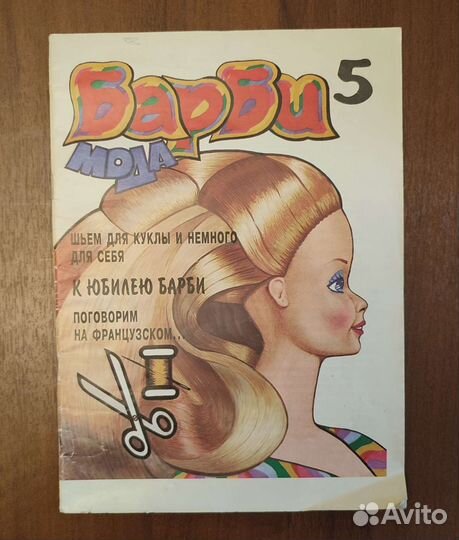 Барби 5
МОДА
ШЬЕМ ДЛЯ КУКЛЫ И НЕМНОГО
ДЛЯ СЕБЯ
К ЮБИЛЕЮ БАРБИ
ПОГОВОРИМ
НА ФРАНЦУЗСКОМ...
Avito